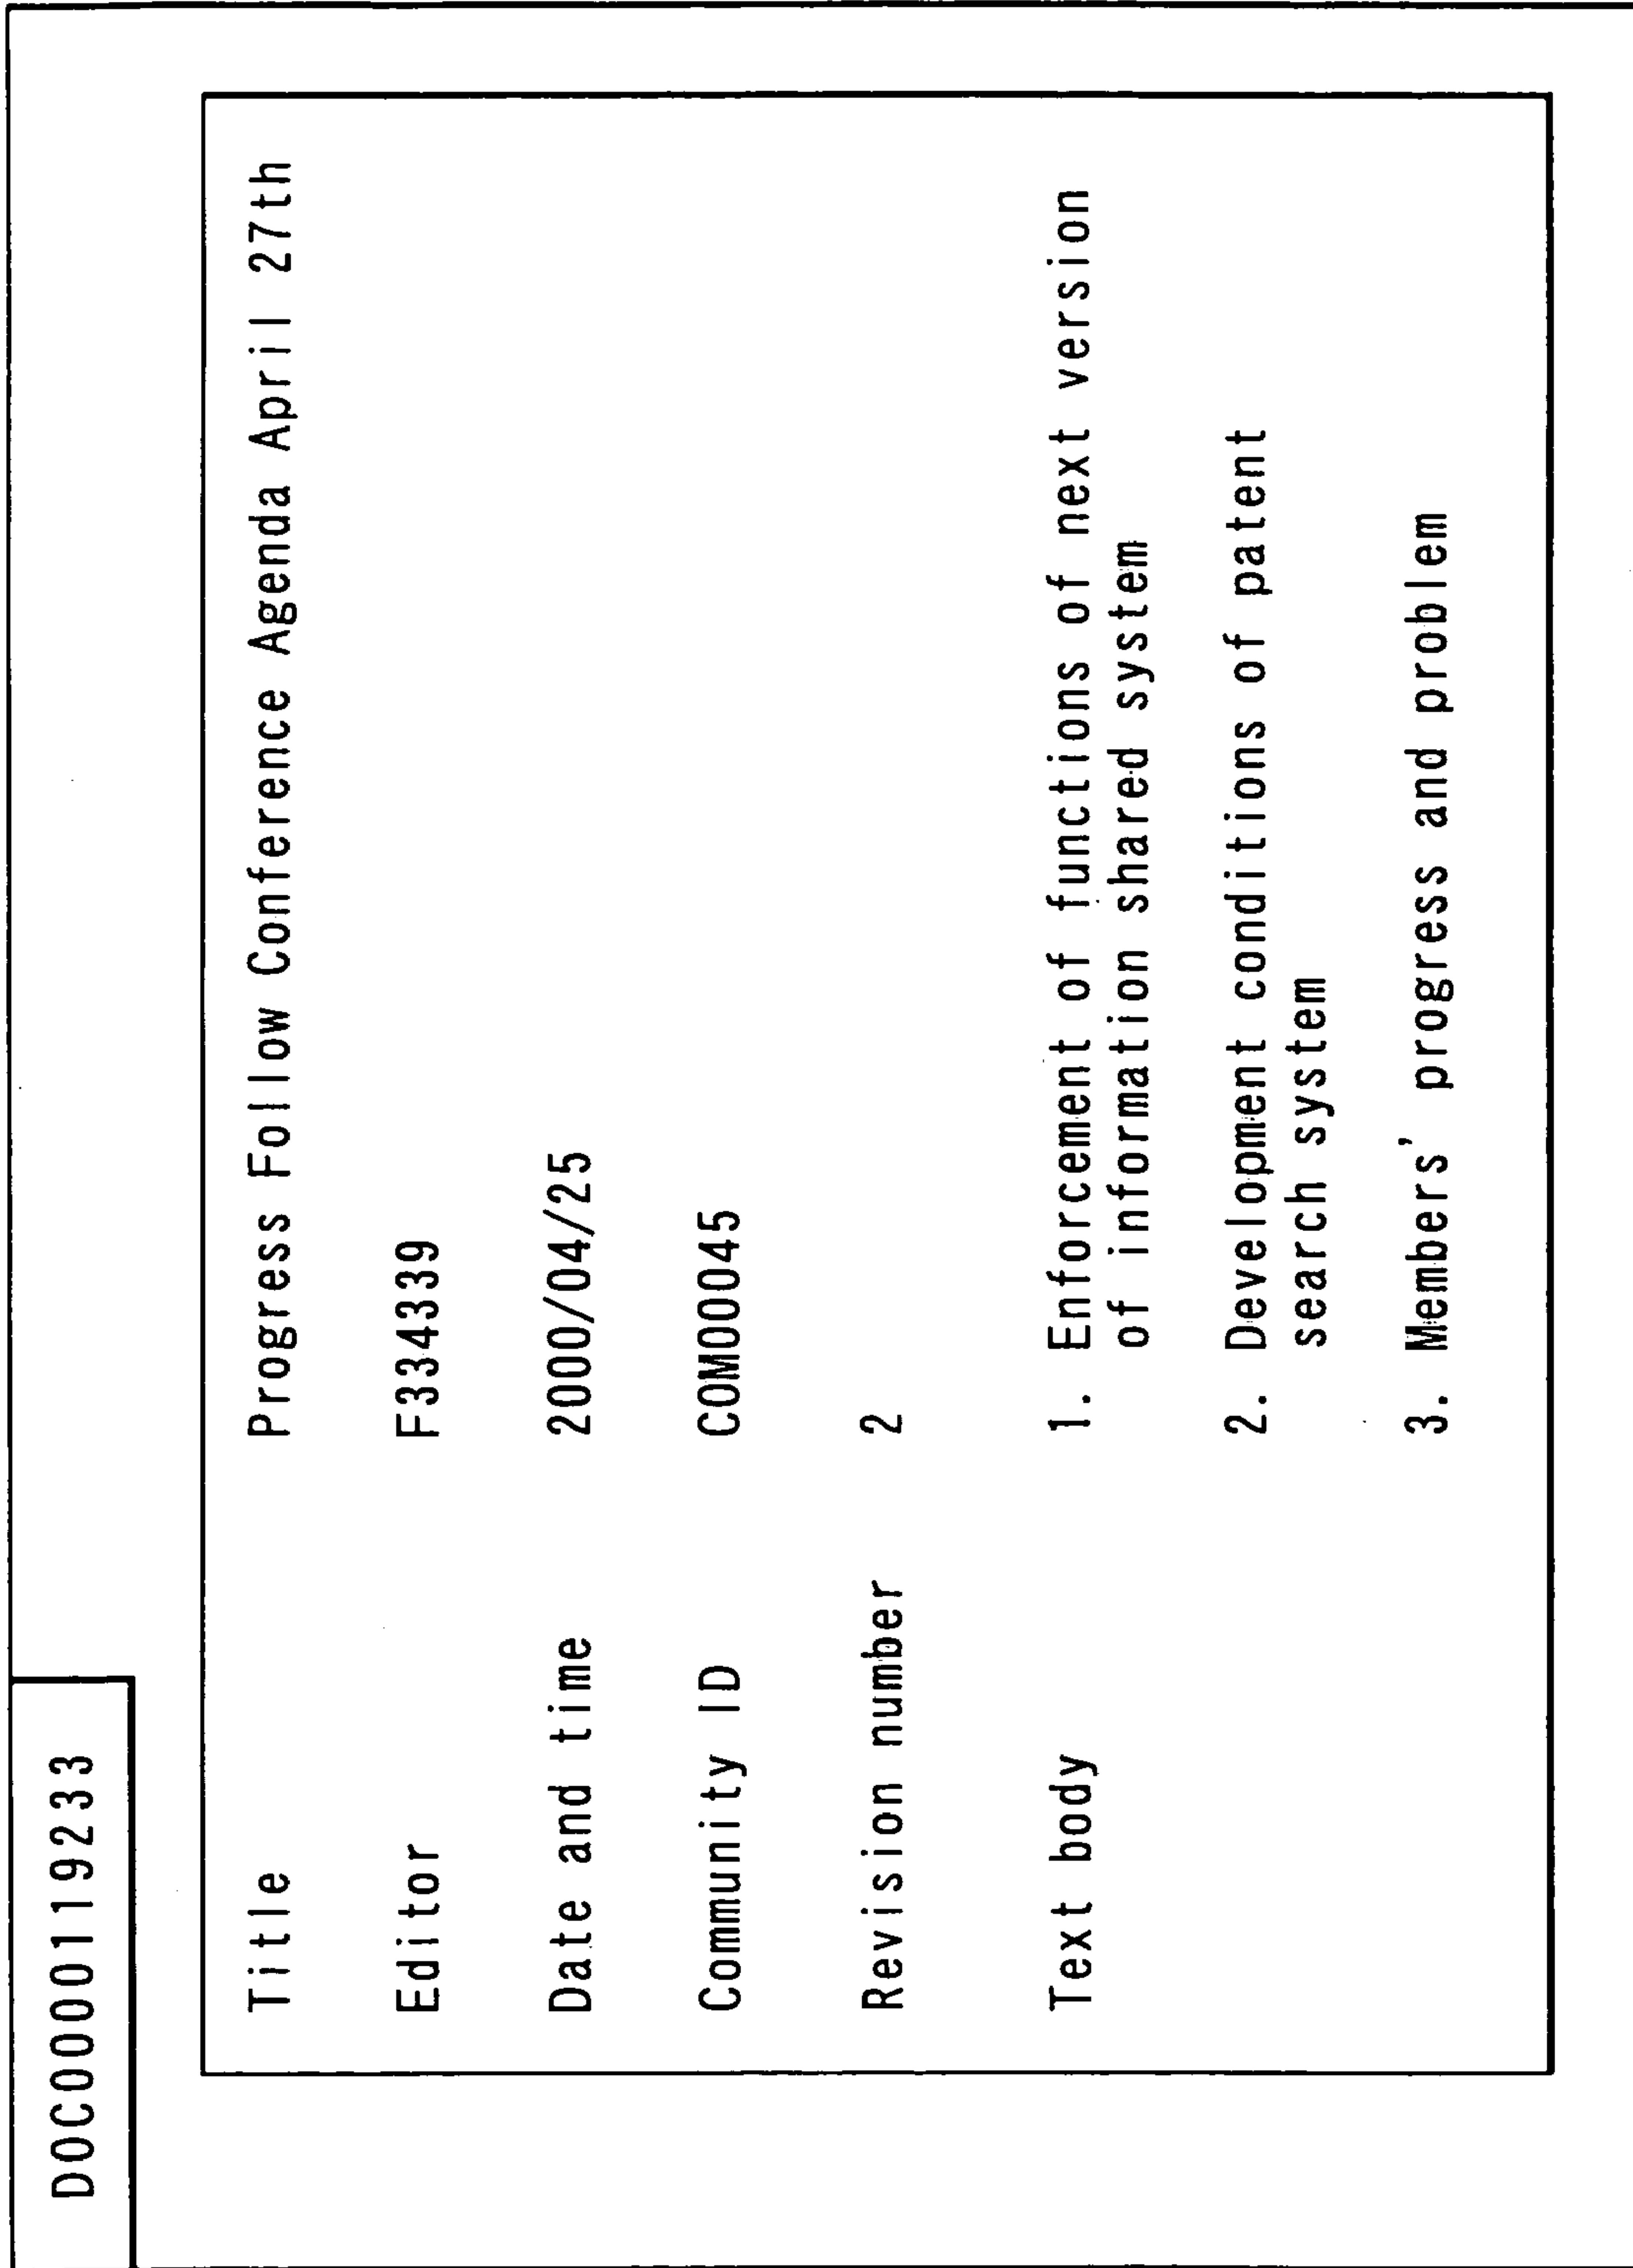 DOC0000119233
Title Progress Follow Conference Agenda April 27th
Editor F334339
Date and time 2000/04/25
Community ID COM00045
Revision number 2
Text body 1. Enforcement of functions of next version
of information shared system
2. Development conditions of patent
search system
3. Members' progress and problem